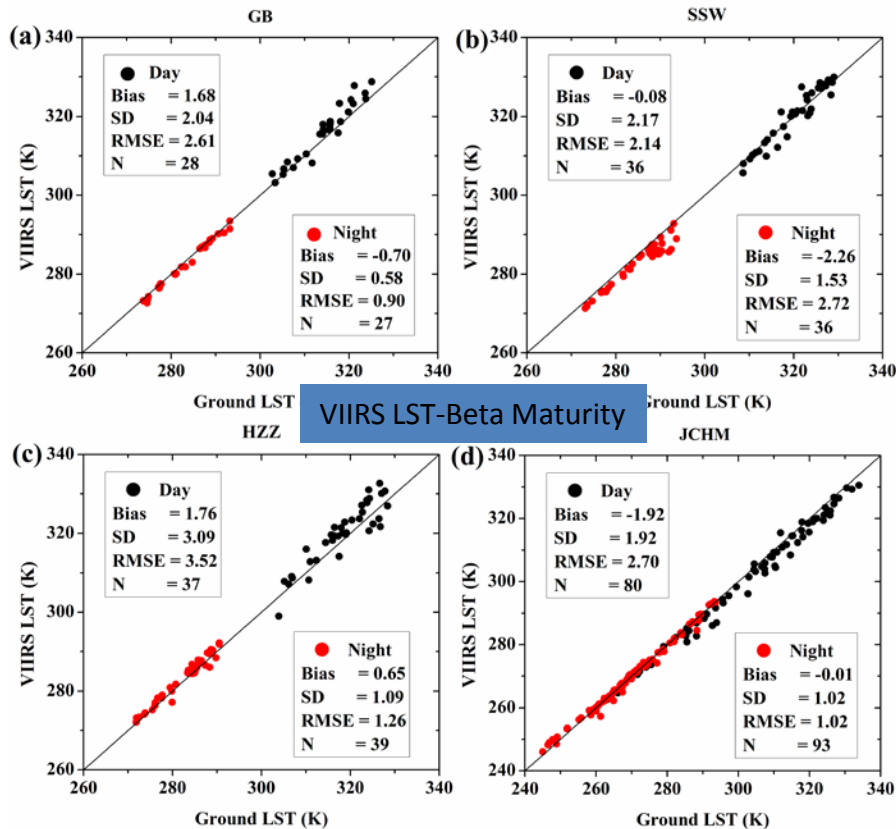 GB
(a)
Day
Bias = 1.68
SD = 2.04
RMSE = 2.61
N = 28
Night
Bias = -0.70
SD = 0.58
RMSE = 0.90
N = 27
VIIRS LST (K)
340
320
300
280
260
260 280 300 320 340
Ground LST
SSW
(b)
Day
Bias = -0.08
SD = 2.17
RMSE = 2.14
N = 36
Night
Bias = -2.26
SD = 1.53
RMSE = 2.72
N = 36
VIIRS LST (K)
340
320
300
280
260
260 280 300 320 340
Ground LST (K)
VIIRS LST-Beta Maturity
HZZ
(c)
Day
Bias = 1.76
SD = 3.09
RMSE = 3.52
N = 37
Night
Bias = 0.65
SD = 1.09
RMSE = 1.26
N = 39
VIIRS LST (K)
340
320
300
280
260
260 280 300 320 340
Ground LST (K)
JCHM
(d)
Day
Bias = -1.92
SD = 1.92
RMSE = 2.70
N = 80
Night
Bias = -0.01
SD = 1.02
RMSE = 1.02
N = 93
VIIRS LST (K)
340
320
300
280
260
240
240 260 280 300 320 340
Ground LST (K)